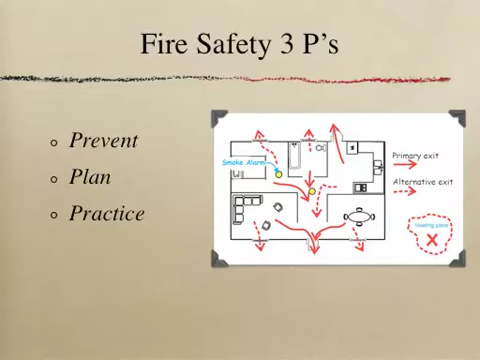 Fire Safety 3 P's
Prevent
Plan
Practice
Smoke Alarm
Primary exit
Alternative exit
Meeting place
X